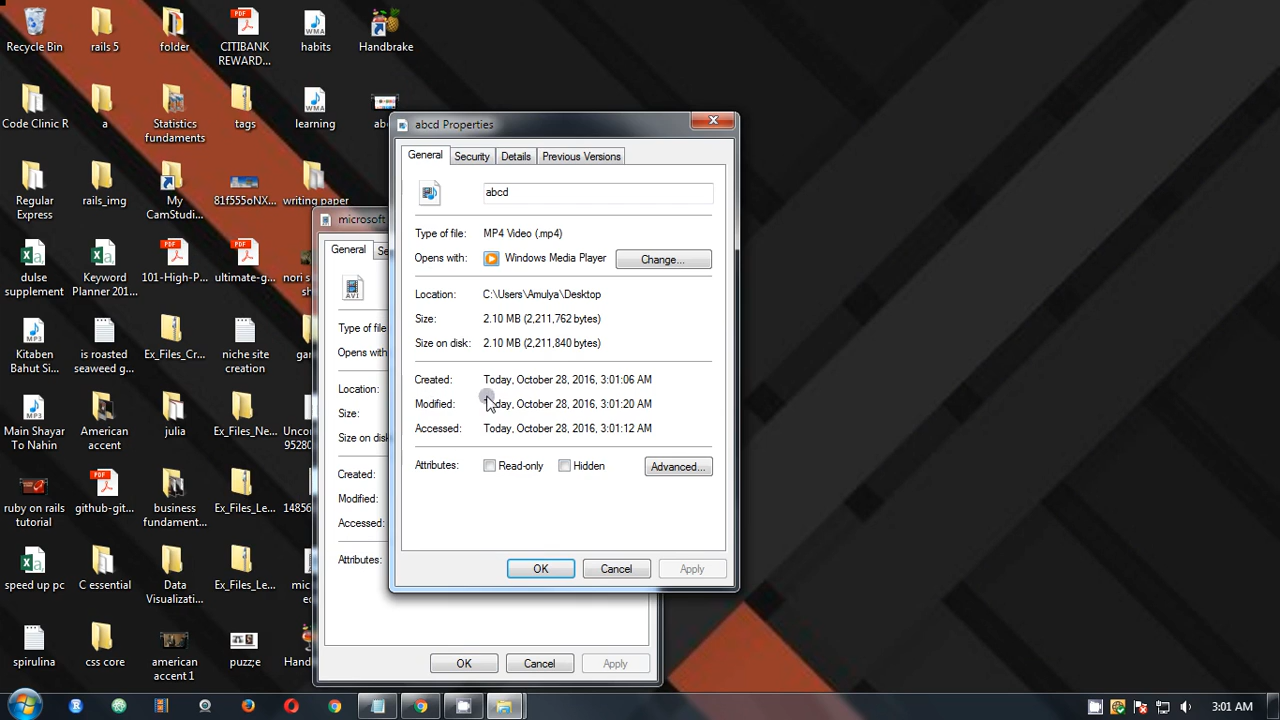 Recycle Bin
rails 5
folder
CITIBANK
REWARD...
habits
Handbrake
Code Clinic R
a
Statistics
fundaments
tags
learning
Regular
Express
rails_img
My
CamStudi...
81f555oNX...
writing paper
dulse
supplement
Keyword
Planner 201...
101-High-P...
ultimate-g...
nori s
Kitaben
Bahut Si...
is roasted
seaweed g...
Ex_Files_Cr...
niche site
creation
Main Shayar
To Nahin
American
accent
julia
Ex_Files_Ne...
ruby on rails
tutorial
github-git...
business
fundament...
Ex_Files_Le...
speed up pc
C essential
Data
Visualizatio...
Ex_Files_Le...
spirulina
css core
american
accent 1
puzz;e
microsoft
General
Type of file
Opens with
Location:
Size:
Size on disk
Created:
Modified:
Accessed:
Attributes:
OK
Cancel
Apply
abcd Properties
General
Security
Details
Previous Versions
abcd
Type of file:
MP4 Video (.mp4)
Opens with:
Windows Media Player
Change...
Location:
C:\Users\Amulya\Desktop
Size:
2.10 MB (2,211,762 bytes)
Size on disk:
2.10 MB (2,211,840 bytes)
Created:
Today, October 28, 2016, 3:01:06 AM
Modified:
Today, October 28, 2016, 3:01:20 AM
Accessed:
Today, October 28, 2016, 3:01:12 AM
Attributes:
Read-only
Hidden
Advanced...
OK
Cancel
Apply
3:01 AM